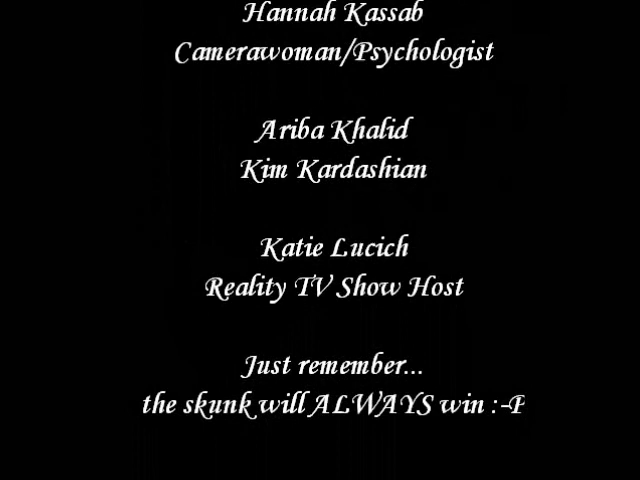 Hannah Kassab
Camerawoman/Psychologist
Ariba Khalid
Kim Kardashian
Katie Lucich
Reality TV Show Host
Just remember...
the skunk will ALWAYS win :-F